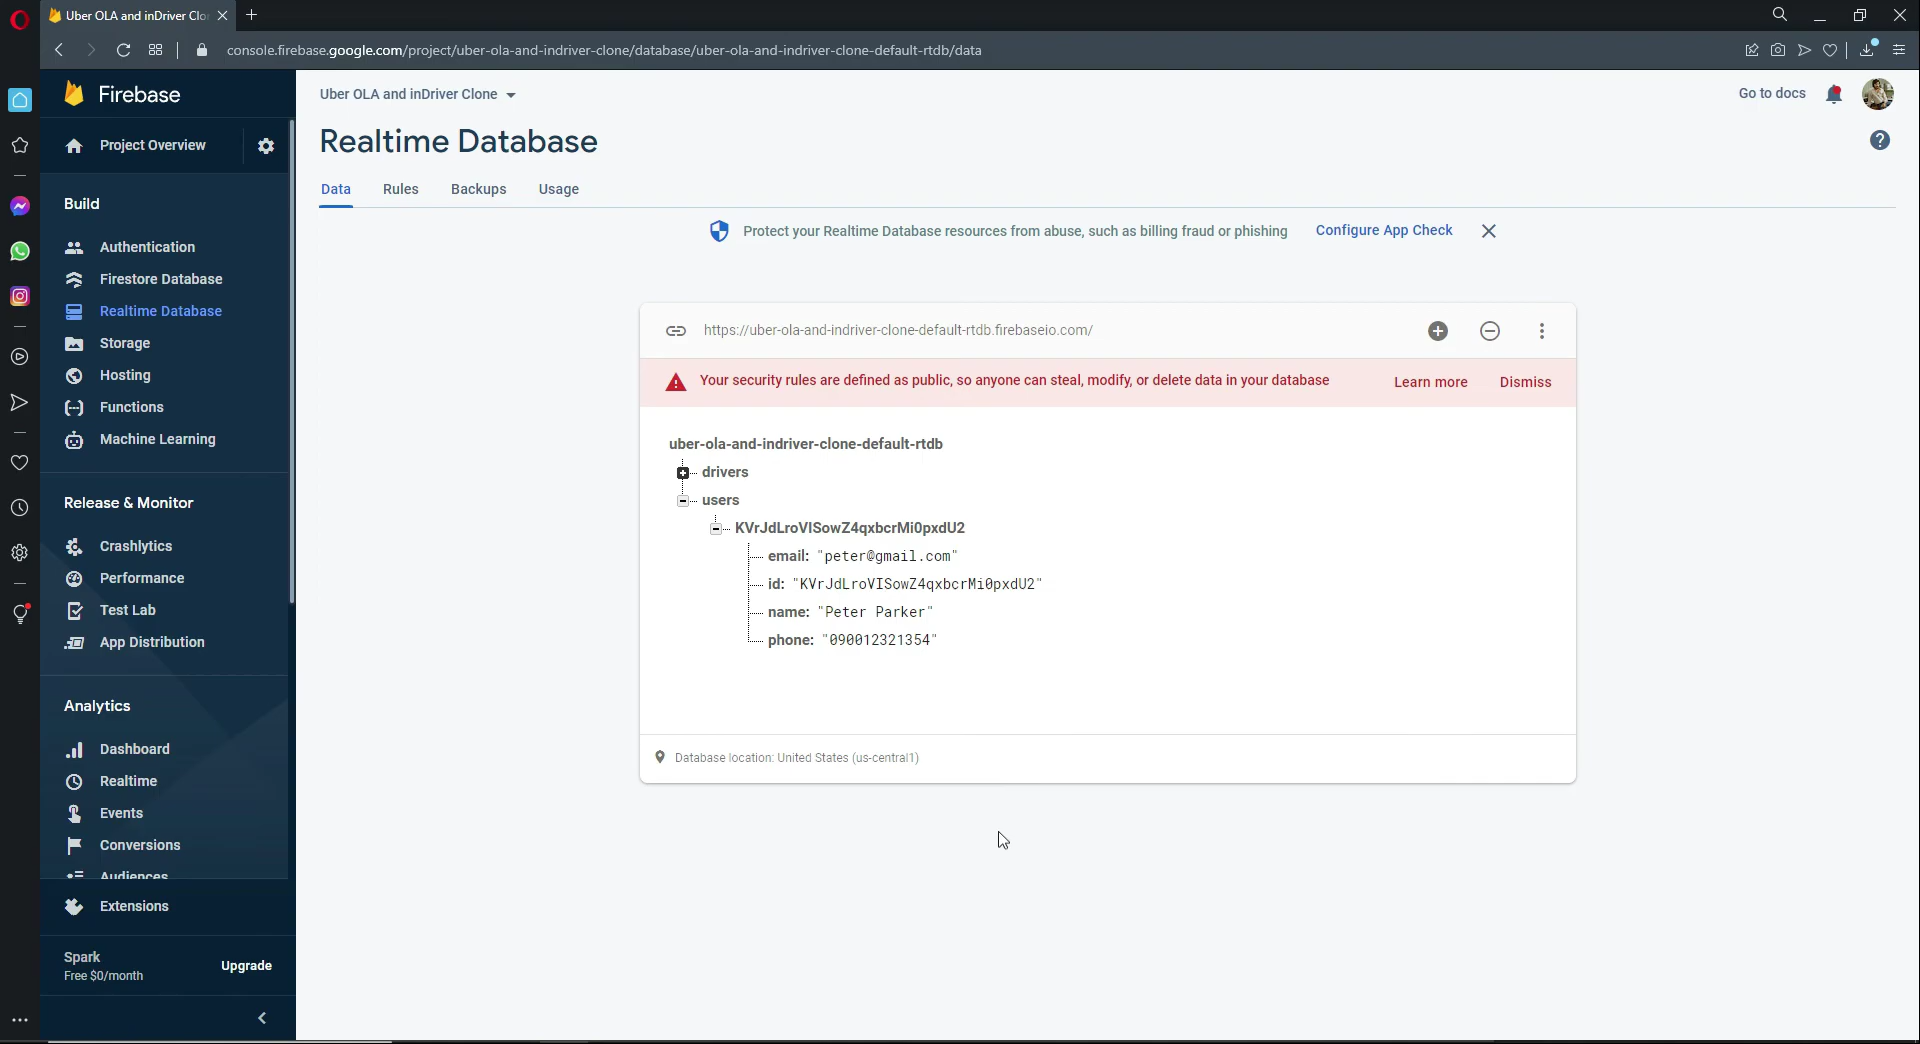 Uber OLA and inDriver Clo
console.firebase.google.com/project/uber-ola-and-indriver-clone/database/uber-ola-and-indriver-clone-default-rtdb/data
Firebase
Project Overview
Build
Authentication
Firestore Database
Realtime Database
Storage
Hosting
Functions
Machine Learning
Release & Monitor
Crashlytics
Performance
Test Lab
App Distribution
Analytics
Dashboard
Realtime
Events
Conversions
Audiences
Extensions
Spark
Free $0/month
Upgrade
Uber OLA and inDriver Clone
Go to docs
Realtime Database
Data Rules Backups Usage
Protect your Realtime Database resources from abuse, such as billing fraud or phishing Configure App Check
https://uber-ola-and-indriver-clone-default-rtdb.firebaseio.com/
Your security rules are defined as public, so anyone can steal, modify, or delete data in your database Learn more Dismiss
uber-ola-and-indriver-clone-default-rtdb
drivers
users
KVrJdLroVISowZ4qxbcrMi0pxdU2
email: "peter@gmail.com"
id: "KVrJdLroVISowZ4qxbcrMi0pxdU2"
name: "Peter Parker"
phone: "090012321354"
Database location: United States (us-central1)